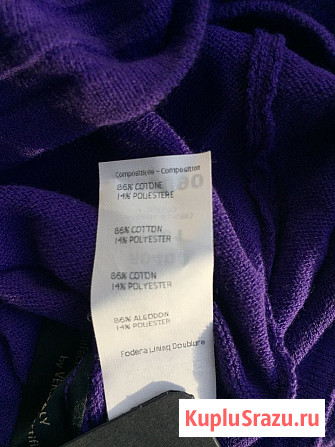 Composizione - Composition
86% COTONE
14% POLIESTERE
86% COTTON
14% POLYESTER
86% COTON
14% POLYESTER
86% ALGODON
14% POLIESTER
Fodera Lining Doublure
by
KupluSrazu.ru